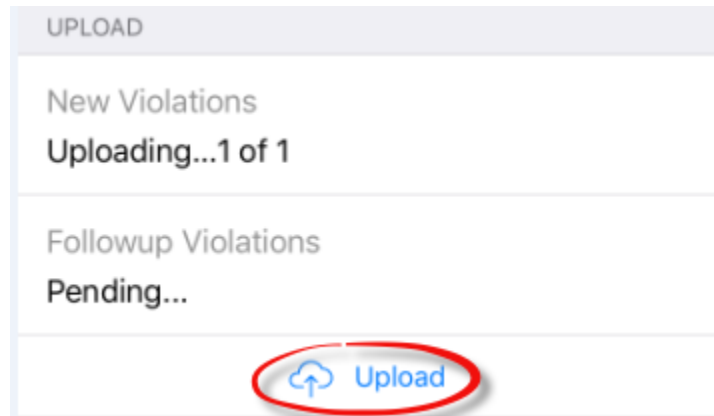 UPLOAD
New Violations
Uploading...1 of 1
Followup Violations
Pending...
Upload